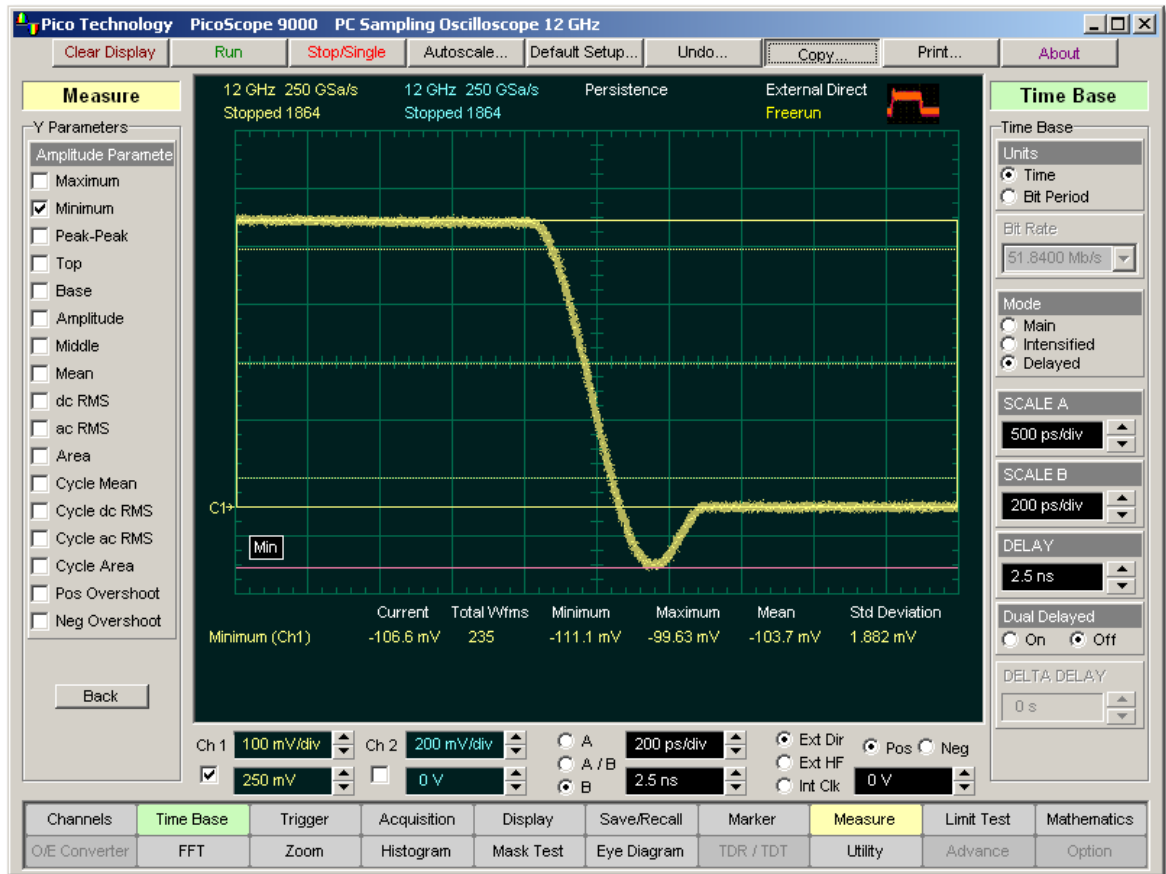 Pico Technology PicoScope 9000 PC Sampling Oscilloscope 12 GHz
Clear Display Run Stop/Single Autoscale... Default Setup... Undo... Copy... Print... About
Measure
Y Parameters
Amplitude Paramete
Maximum
Minimum
Peak-Peak
Top
Base
Amplitude
Middle
Mean
dc RMS
ac RMS
Area
Cycle Mean
Cycle dc RMS
Cycle ac RMS
Cycle Area
Pos Overshoot
Neg Overshoot
Back
12 GHz 250 GSa/s 12 GHz 250 GSa/s Persistence External Direct
Stopped 1864 Stopped 1864 Freerun
C1
Min
Current Total Wfms Minimum Maximum Mean Std Deviation
Minimum (Ch1) -106.6 mV 235 -111.1 mV -99.63 mV -103.7 mV 1.882 mV
Time Base
Time Base
Units
Time
Bit Period
Bit Rate
51.8400 Mb/s
Mode
Main
Intensified
Delayed
SCALE A
500 ps/div
SCALE B
200 ps/div
DELAY
2.5 ns
Dual Delayed
On Off
DELTA DELAY
0 s
Ch 1 100 mV/div Ch 2 200 mV/div A 200 ps/div Ext Dir Pos Neg
A / B Ext HF
250 mV 0 V B 2.5 ns Int Clk 0 V
Channels Time Base Trigger Acquisition Display Save/Recall Marker Measure Limit Test Mathematics
O/E Converter FFT Zoom Histogram Mask Test Eye Diagram TDR / TDT Utility Advance Option